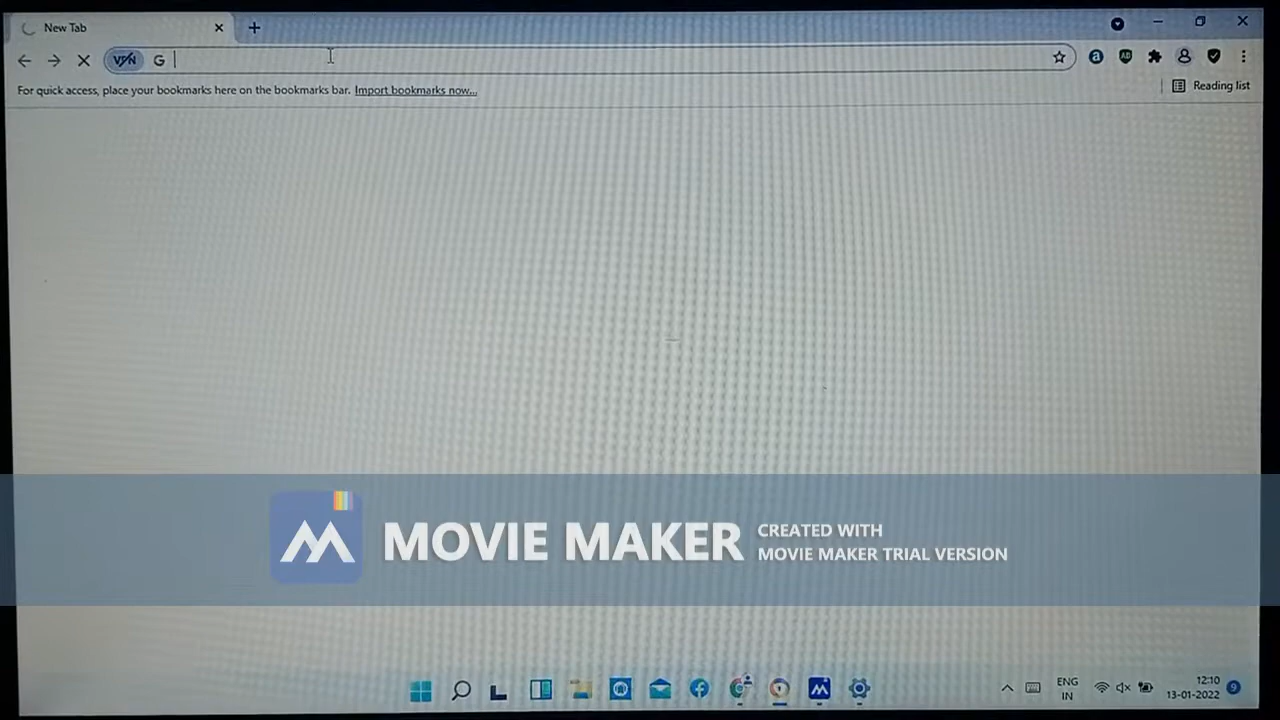 New Tab
VPN G
For quick access, place your bookmarks here on the bookmarks bar. Import bookmarks now...
Reading list
MOVIE MAKER
CREATED WITH
MOVIE MAKER TRIAL VERSION
ENG
IN
12:10
13-01-2022
9